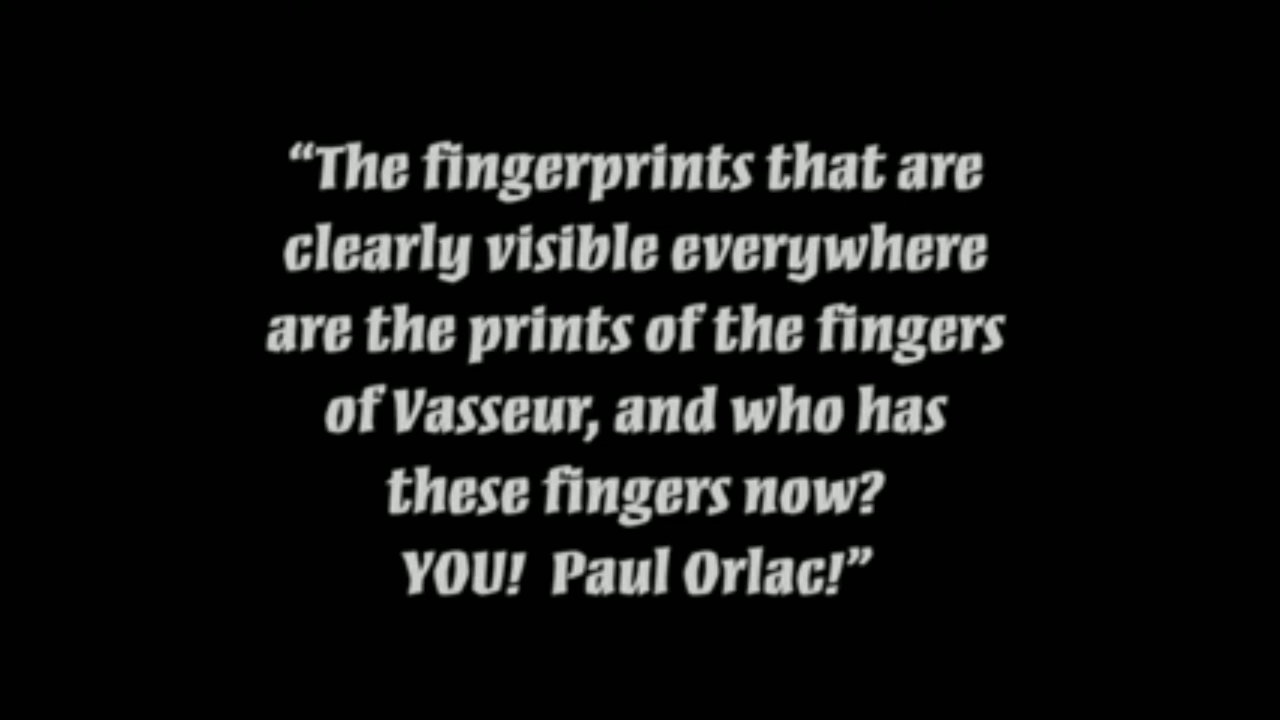 “The fingerprints that are
clearly visible everywhere
are the prints of the fingers
of Vasseur, and who has
these fingers now?
YOU!  Paul Orlac!”